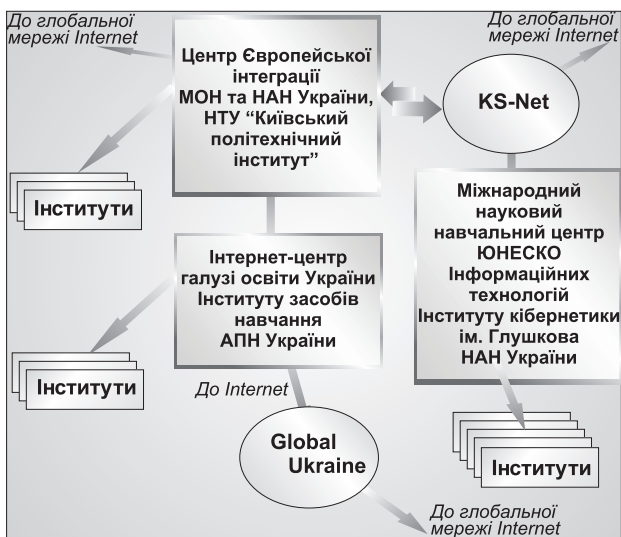 До глобальної
мережі Internet
Центр Європейської
інтеграції
МОН та НАН України,
НТУ “Київський
політехнічний
інститут”
До глобальної
мережі Internet
KS-Net
Інститути
Міжнародний
науковий
навчальний центр
ЮНЕСКО
Інформаційних
технологій
Інституту кібернетики
ім. Глушкова
НАН України
Інтернет-центр
галузі освіти України
Інституту засобів
навчання
АПН України
Інститути
До Internet
Global
Ukraine
Інститути
До глобальної
мережі Internet